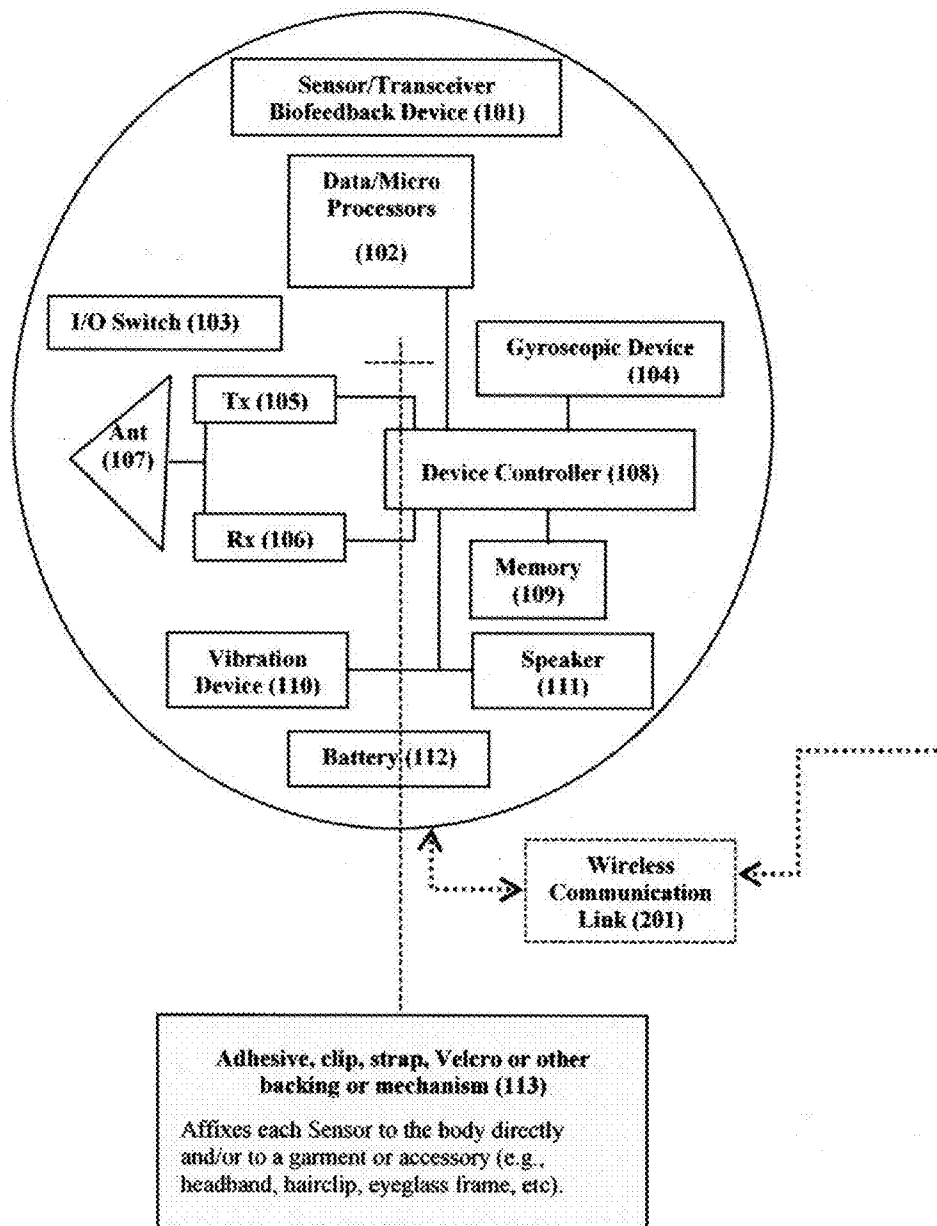 Sensor/Transceiver
Biofeedback Device (101)
Data/Micro
Processors
(102)
I/O Switch (103)
Gyroscopic Device
(104)
Tx (105)
Ant
(107)
Device Controller (108)
Rx (106)
Memory
(109)
Vibration
Device (110)
Speaker
(111)
Battery (112)
Wireless
Communication
Link (201)
Adhesive, clip, strap, Velcro or other
backing or mechanism (113)
Affixes each Sensor to the body directly
and/or to a garment or accessory (e.g.,
headband, hairclip, eyeglass frame, etc).